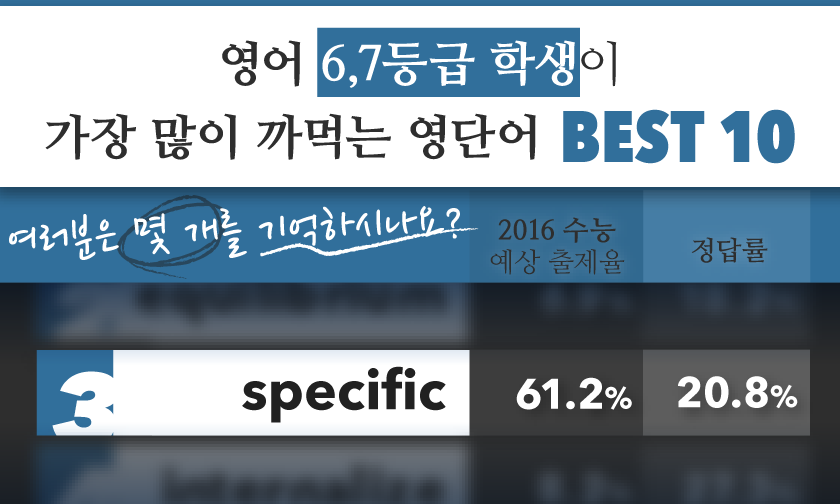 영어 6,7등급 학생이
가장 많이 까먹는 영단어 BEST 10
여러분은 몇 개를 기억하시나요?
2016 수능
예상 출제율
정답률
equilibrium
3 specific 61.2% 20.8%
internalize